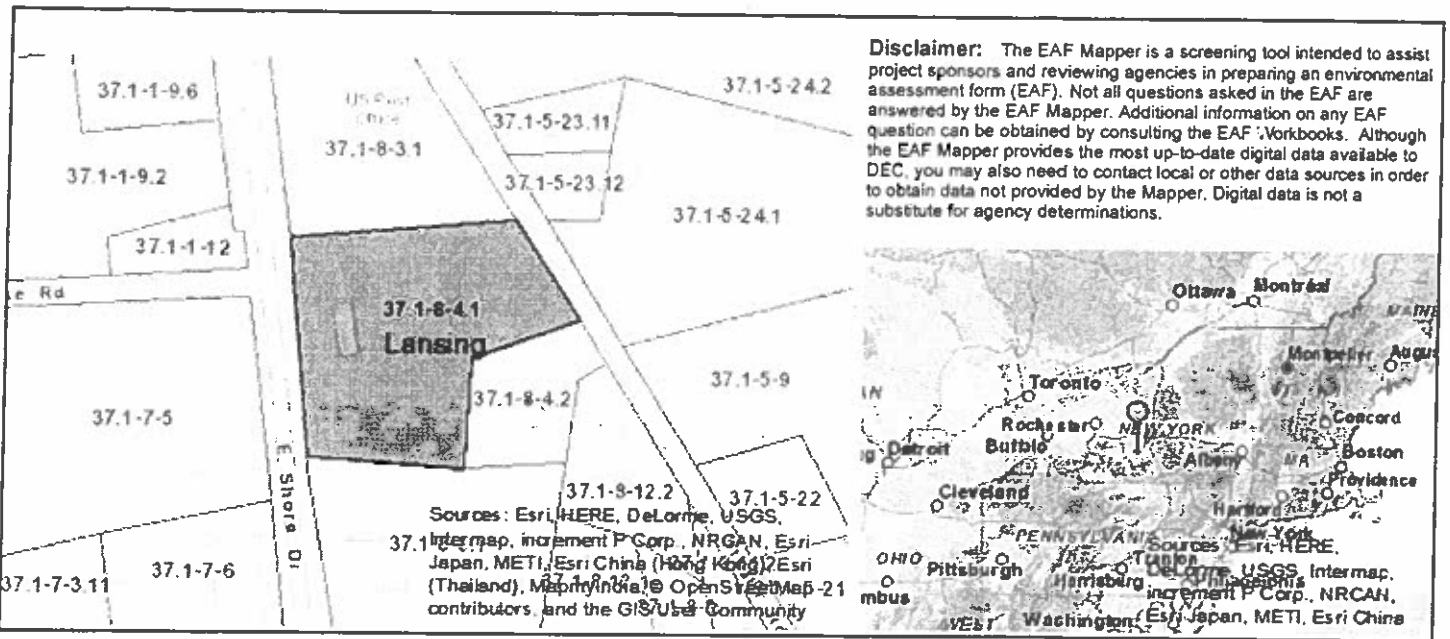 37.1-1-9.6
US Post
Office
37.1-8-3.1
37.1-5-24.2
37.1-5-23.11
37.1-1-9.2
37.1-5-23.12
37.1-5-24.1
37.1-1-12
e Rd
37.1-8-4.1
Lansing
37.1-7-5
37.1-8-4.2
37.1-5-9
E Shore Dr
37.1-8-12.2
37.1-5-22
37.1-7-3.11
37.1-7-6
Sources: Esri, HERE, DeLorme, USGS,
Intermap, increment P Corp., NRCAN, Esri
Japan, METI, Esri China (Hong Kong), Esri
(Thailand), MapmyIndia, © OpenStreetMap
contributors, and the GIS User Community
Disclaimer: The EAF Mapper is a screening tool intended to assist
project sponsors and reviewing agencies in preparing an environmental
assessment form (EAF). Not all questions asked in the EAF are
answered by the EAF Mapper. Additional information on any EAF
question can be obtained by consulting the EAF Workbooks. Although
the EAF Mapper provides the most up-to-date digital data available to
DEC, you may also need to contact local or other data sources in order
to obtain data not provided by the Mapper. Digital data is not a
substitute for agency determinations.
Ottawa
Montréal
Montpelier
Augus
Toronto
Rochester
NEW YORK
Concord
Buffalo
Detroit
Albany
MA
Boston
Providence
Cleveland
Hartford
New York
PENNSYLVANIA
OHIO
Pittsburgh
Harrisburg
Trenton
Philadelphia
mbus
WEST
Washington
Sources: Esri, HERE,
DeLorme, USGS, Intermap,
increment P Corp., NRCAN,
Esri Japan, METI, Esri China